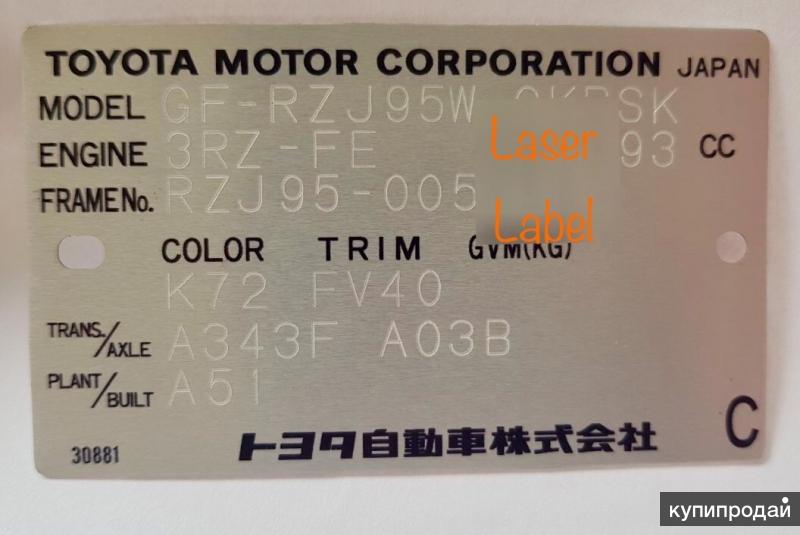 TOYOTA MOTOR CORPORATION JAPAN
MODEL GF-RZJ95W-GKPSK
ENGINE 3RZ-FE Laser 93 CC
FRAME No. RZJ95-005
Label
COLOR TRIM GVM(KG)
K72 FV40
TRANS./AXLE A343F A03B
PLANT/BUILT A51
C
30881 トヨタ自動車株式会社
купипродай